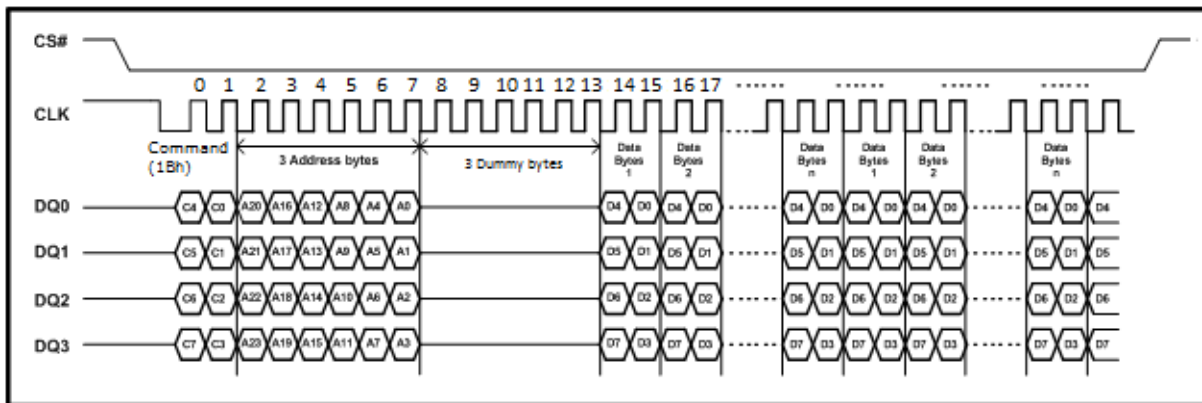 CS#
0 1 2 3 4 5 6 7 8 9 10 11 12 13 14 15 16 17
CLK
Command
(1Bh)
3 Address bytes
3 Dummy bytes
Data
Bytes
1
Data
Bytes
2
Data
Bytes
n
Data
Bytes
1
Data
Bytes
2
Data
Bytes
n
DQ0 C4 C0 A20 A16 A12 A8 A4 A0 D4 D0 D4 D0 D4 D0 D4 D0 D4 D0 D4 D0 D4
DQ1 C5 C1 A21 A17 A13 A9 A5 A1 D5 D1 D5 D1 D5 D1 D5 D1 D5 D1 D5 D1 D5
DQ2 C6 C2 A22 A18 A14 A10 A6 A2 D6 D2 D6 D2 D6 D2 D6 D2 D6 D2 D6 D2 D6
DQ3 C7 C3 A23 A19 A15 A11 A7 A3 D7 D3 D7 D3 D7 D3 D7 D3 D7 D3 D7 D3 D7